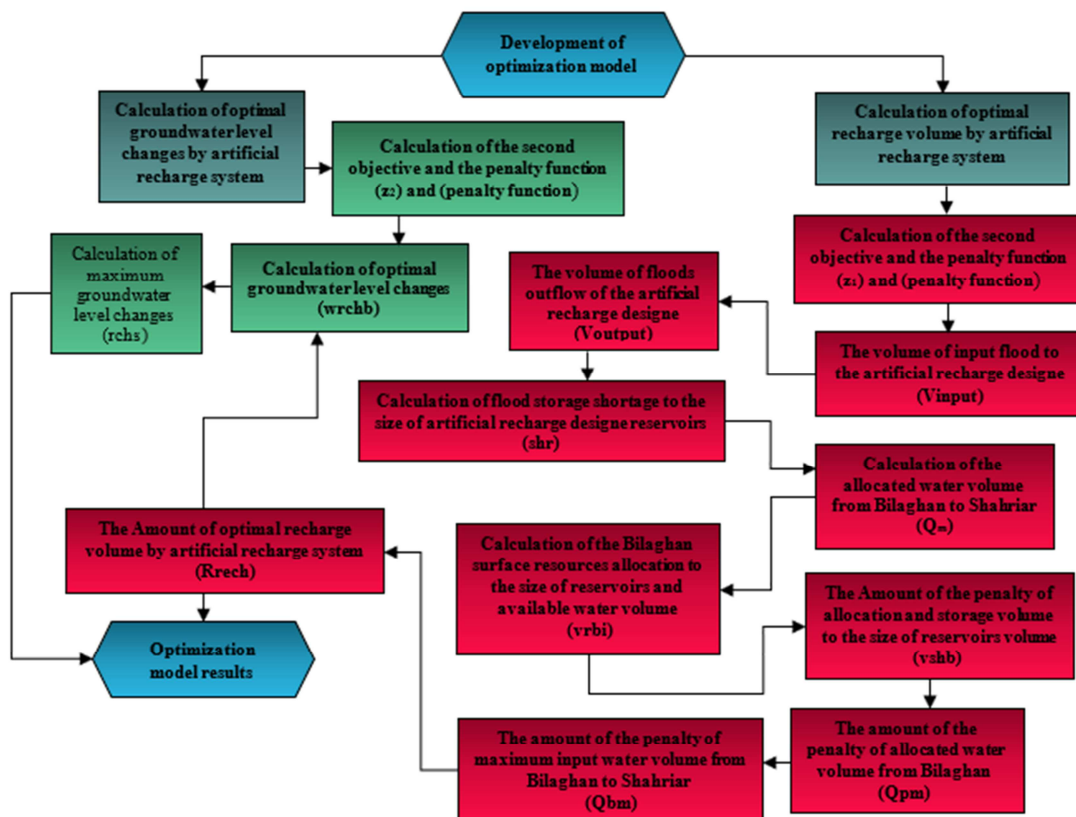 Development of
optimization model
Calculation of optimal
groundwater level
changes by artificial
recharge system
Calculation of the second
objective and the penalty function
(z2) and (penalty function)
Calculation of optimal
recharge volume by artificial
recharge system
Calculation of the second
objective and the penalty function
(z1) and (penalty function)
Calculation of
maximum
groundwater
level changes
(rchs)
Calculation of optimal
groundwater level changes
(wrchb)
The volume of floods
outflow of the artificial
recharge designe
(Voutput)
The volume of input flood to
the artificial recharge designe
(Vinput)
Calculation of flood storage shortage to the
size of artificial recharge designe reservoirs
(shr)
Calculation of the
allocated water volume
from Bilaghan to Shahriar
(Qm)
The Amount of optimal recharge
volume by artificial recharge system
(Rrech)
Calculation of the Bilaghan
surface resources allocation to
the size of reservoirs and
available water volume
(vrbi)
The Amount of the penalty of
allocation and storage volume
to the size of reservoirs volume
(vshb)
Optimization
model results
The amount of the penalty of
maximum input water volume from
Bilaghan to Shahriar
(Qbm)
The amount of the
penalty of allocated water
volume from Bilaghan
(Qpm)